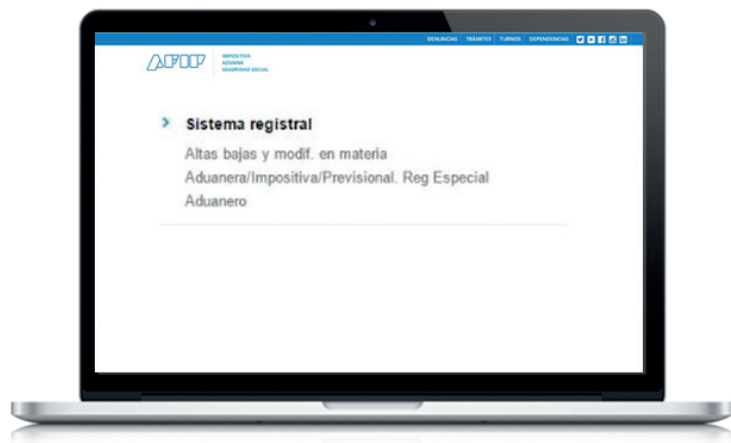 DENUNCIAS TRÁMITES TURNOS DEPENDENCIAS
AFIP
IMPOSITIVA
ADUANA
SEGURIDAD SOCIAL
Sistema registral
Altas bajas y modif. en materia
Aduanera/Impositiva/Previsional. Reg Especial
Aduanero